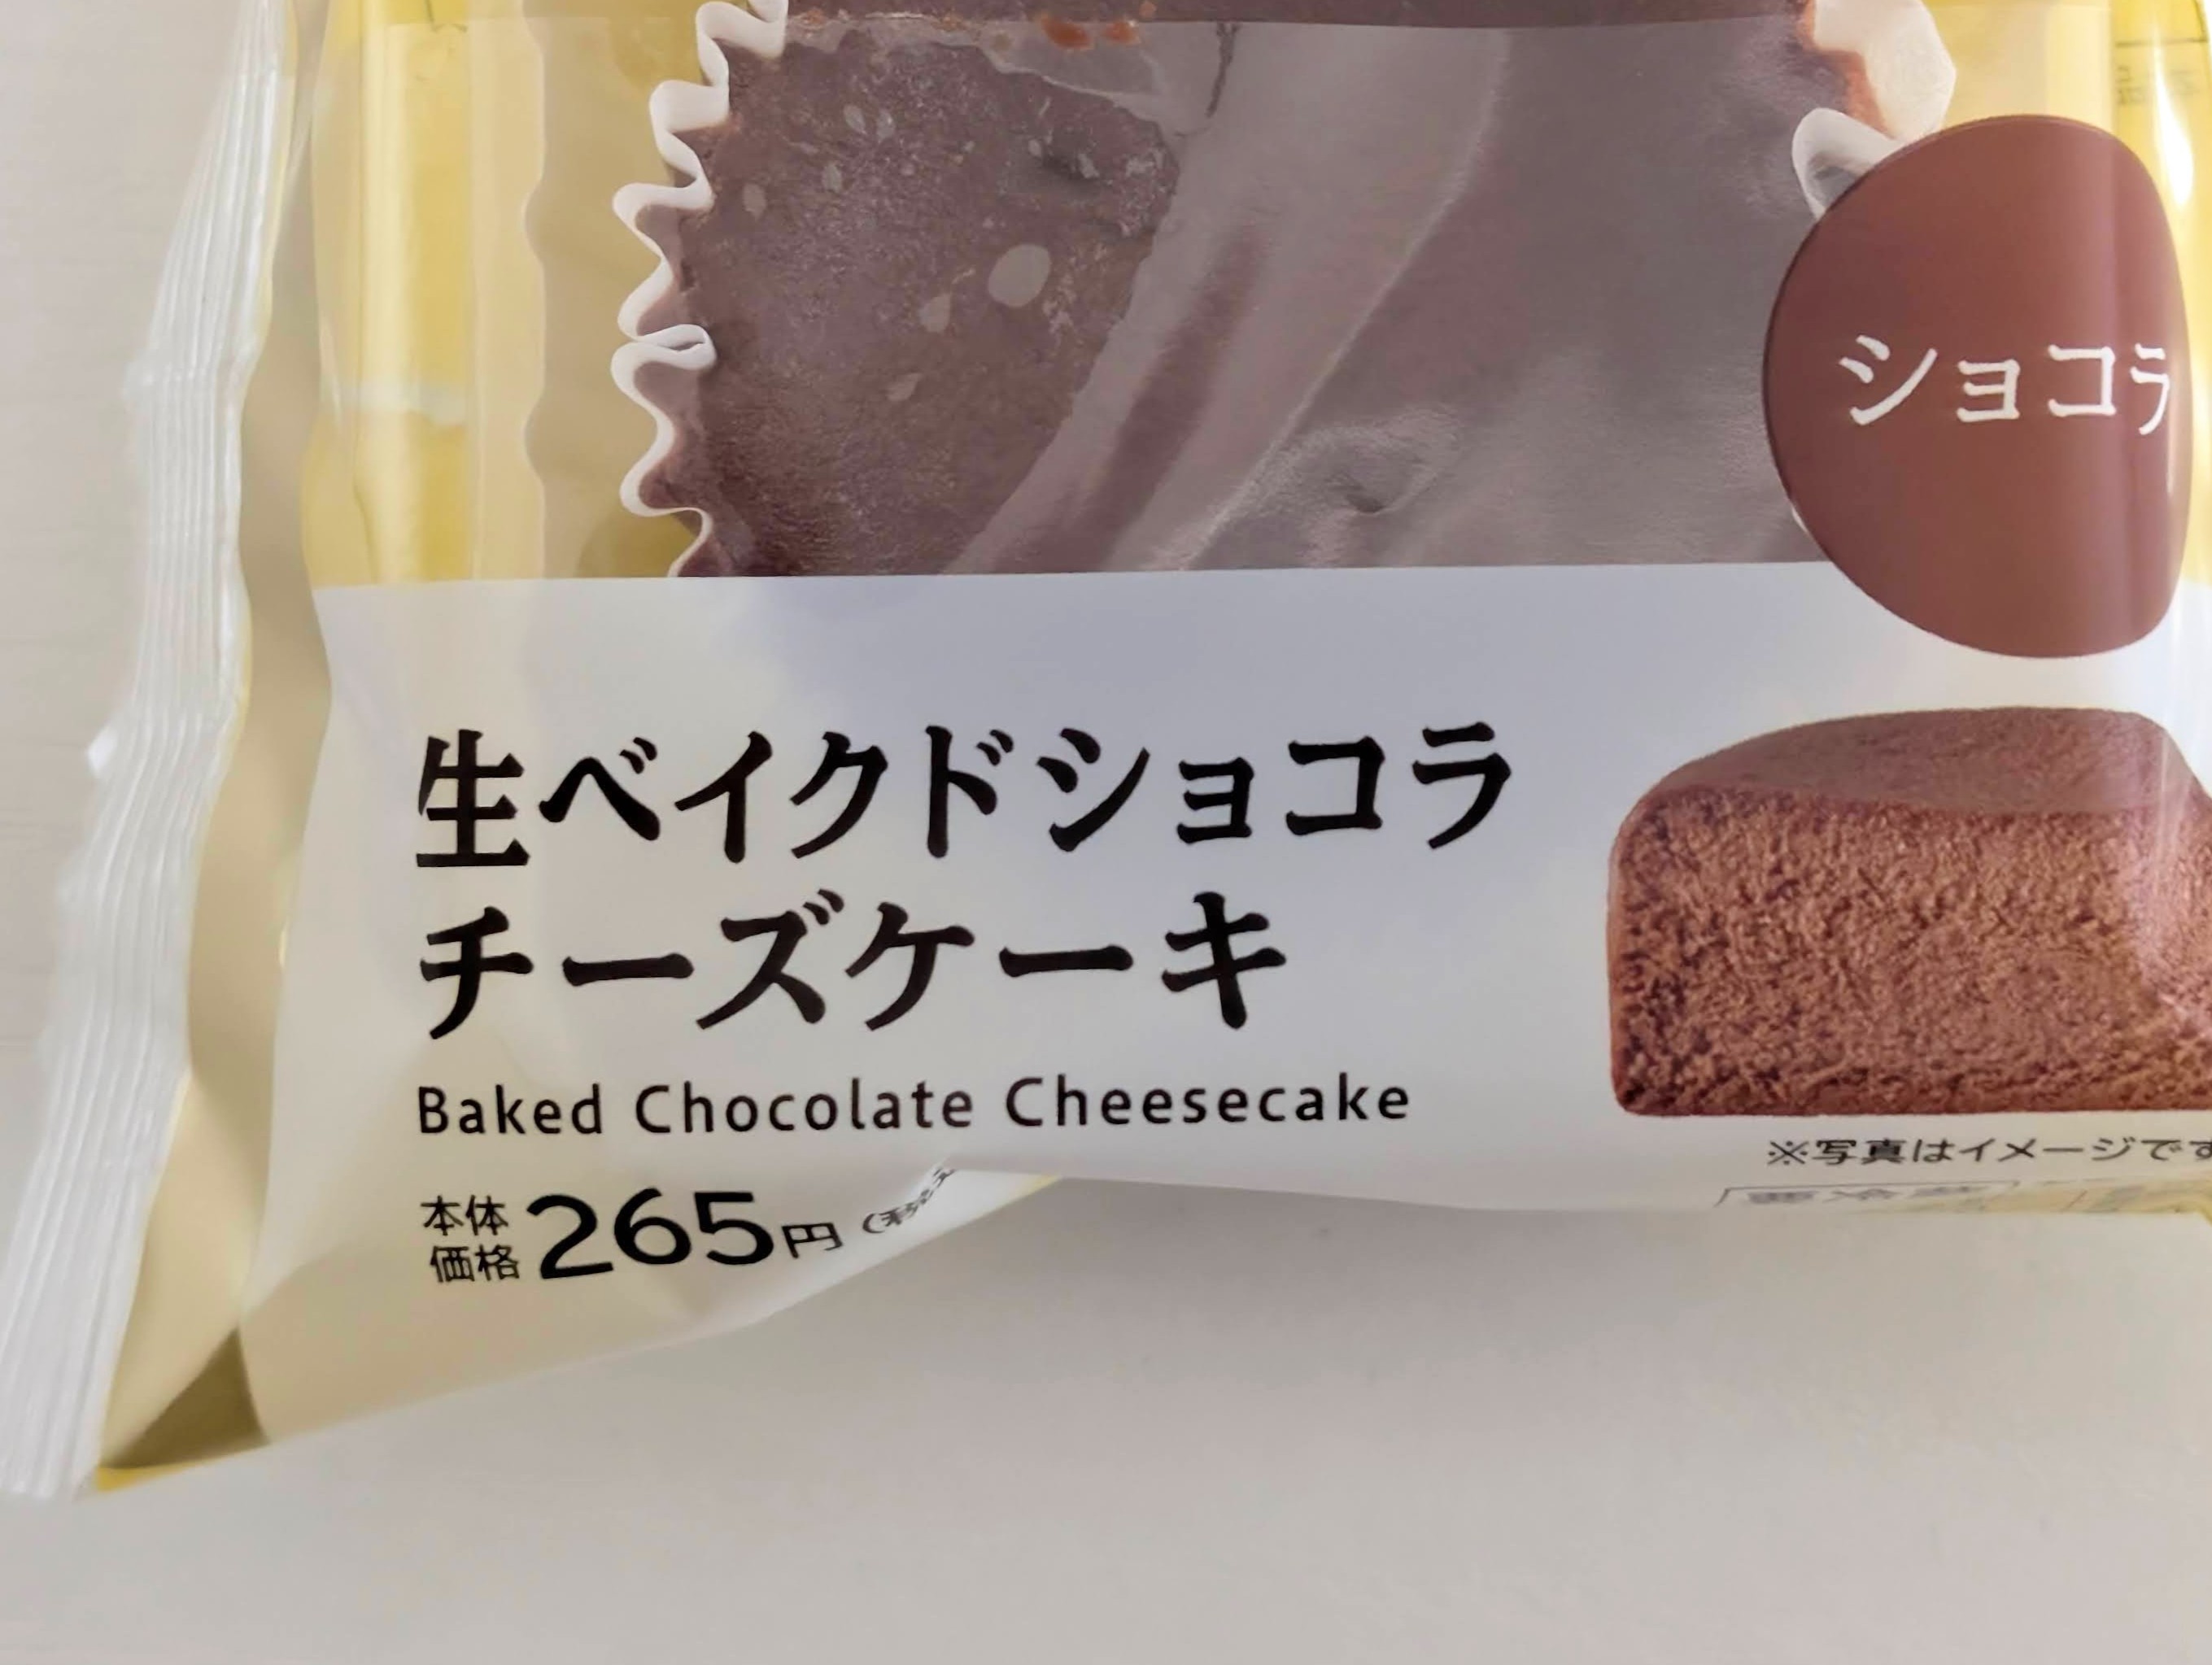 ショコラ
生ベイクドショコラ
チーズケーキ
Baked Chocolate Cheesecake
※写真はイメージです
本体
価格 265円 (税